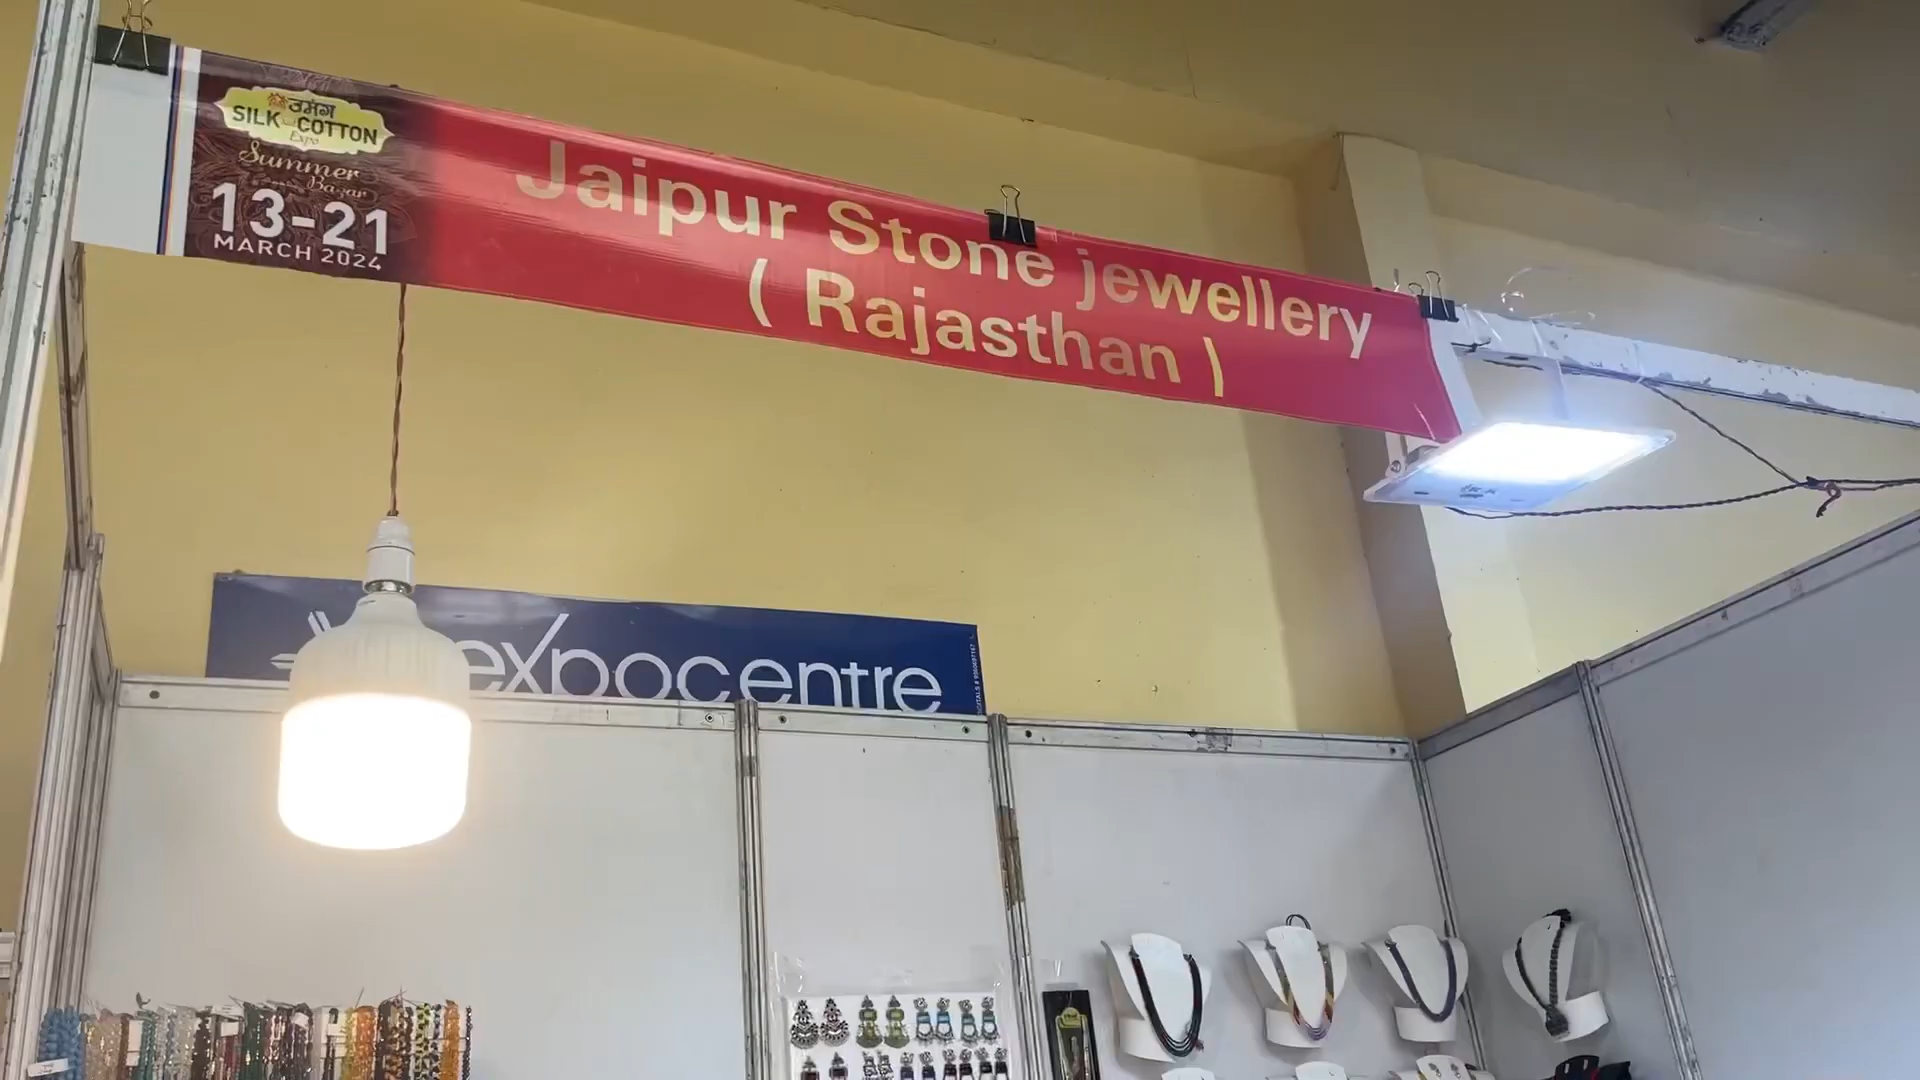 उमंग
SILK COTTON
Expo
Summer
Bazar
13-21
MARCH 2024
Jaipur Stone jewellery
( Rajasthan )
expocentre